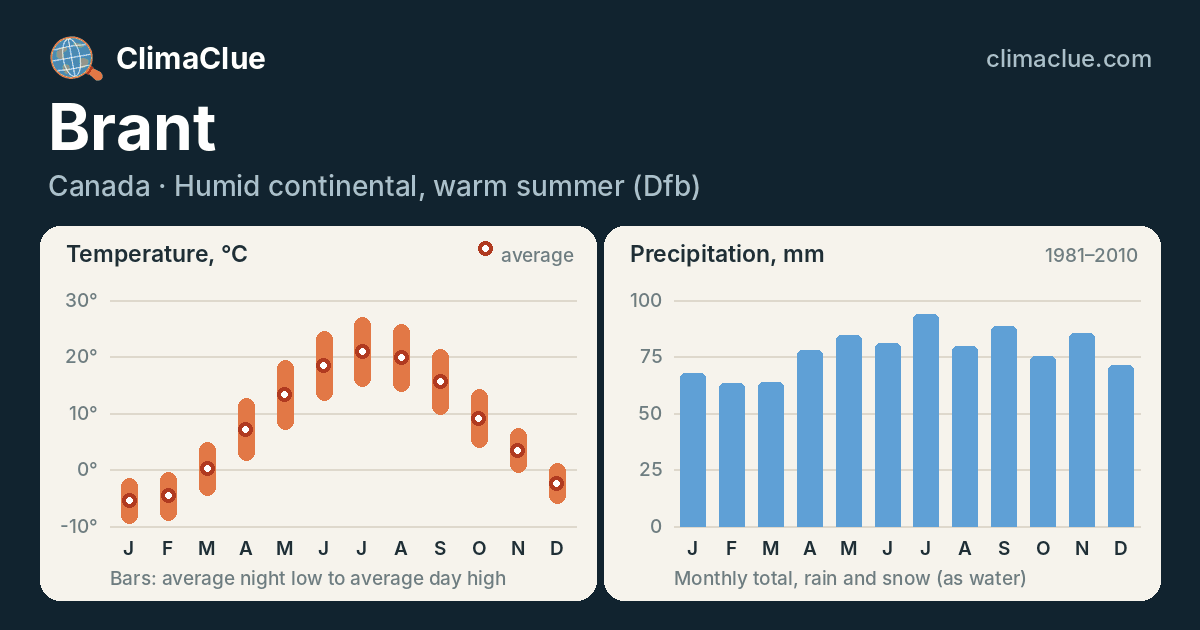 ClimaClue
climaclue.com
Brant
Canada · Humid continental, warm summer (Dfb)
Temperature, °C
average
30°
20°
10°
0°
-10°
J F M A M J J A S O N D
Bars: average night low to average day high
Precipitation, mm
1981–2010
100
75
50
25
0
J F M A M J J A S O N D
Monthly total, rain and snow (as water)